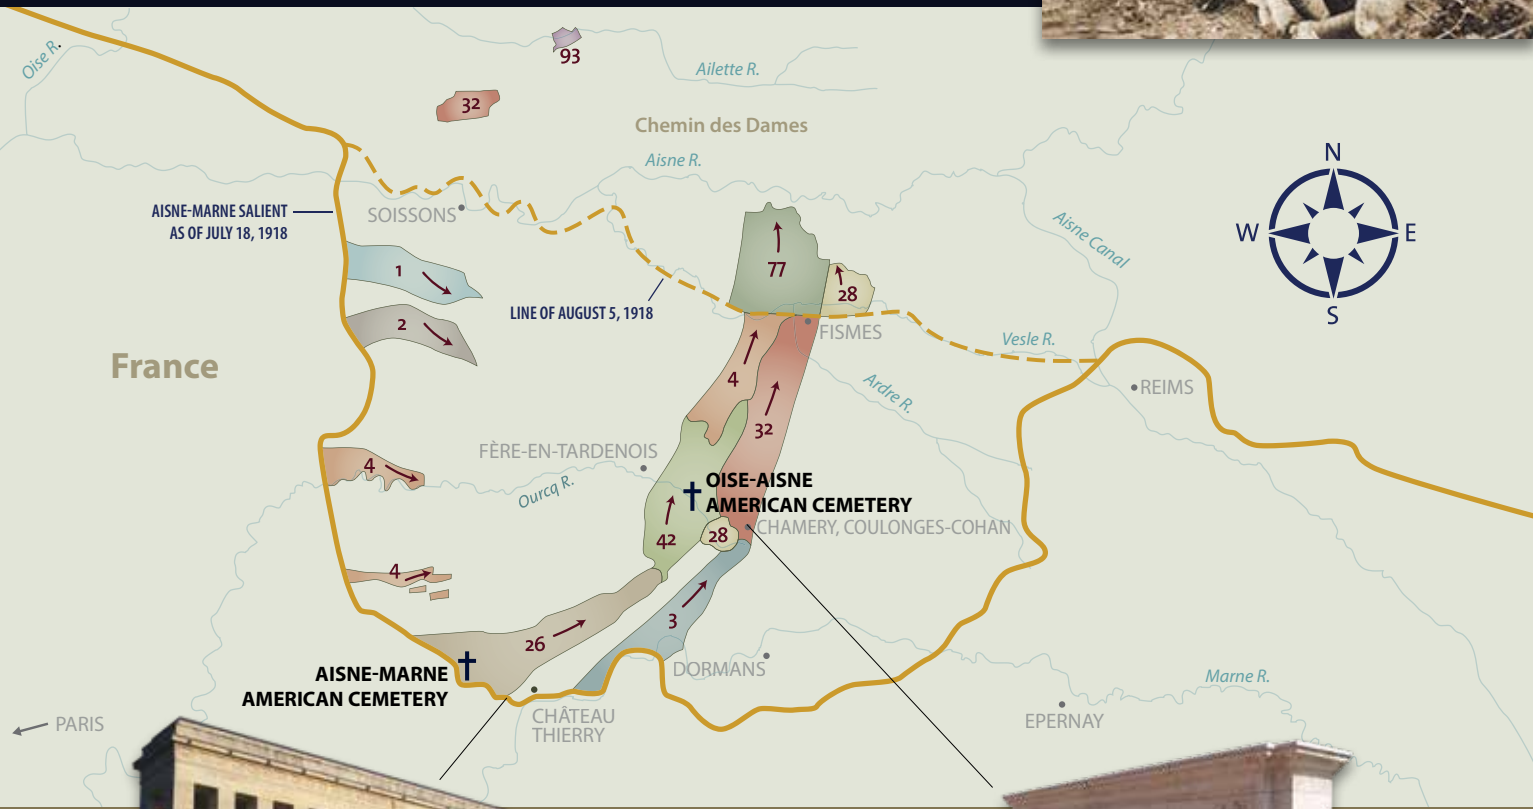 93
Oise R.
Ailette R.
32
Chemin des Dames
N
Aisne R.
AISNE-MARNE SALIENT
AS OF JULY 18, 1918
SOISSONS
W
E
Aisne Canal
1
77
28
S
LINE OF AUGUST 5, 1918
2
FISMES
Vesle R.
France
4
Ardre R.
REIMS
32
FÈRE-EN-TARDENOIS
4
OISE-AISNE
AMERICAN CEMETERY
Ourcq R.
CHAMERY, COULONGES-COHAN
42
28
4
3
26
AISNE-MARNE
AMERICAN CEMETERY
DORMANS
Marne R.
PARIS
CHÂTEAU
THIERRY
EPERNAY